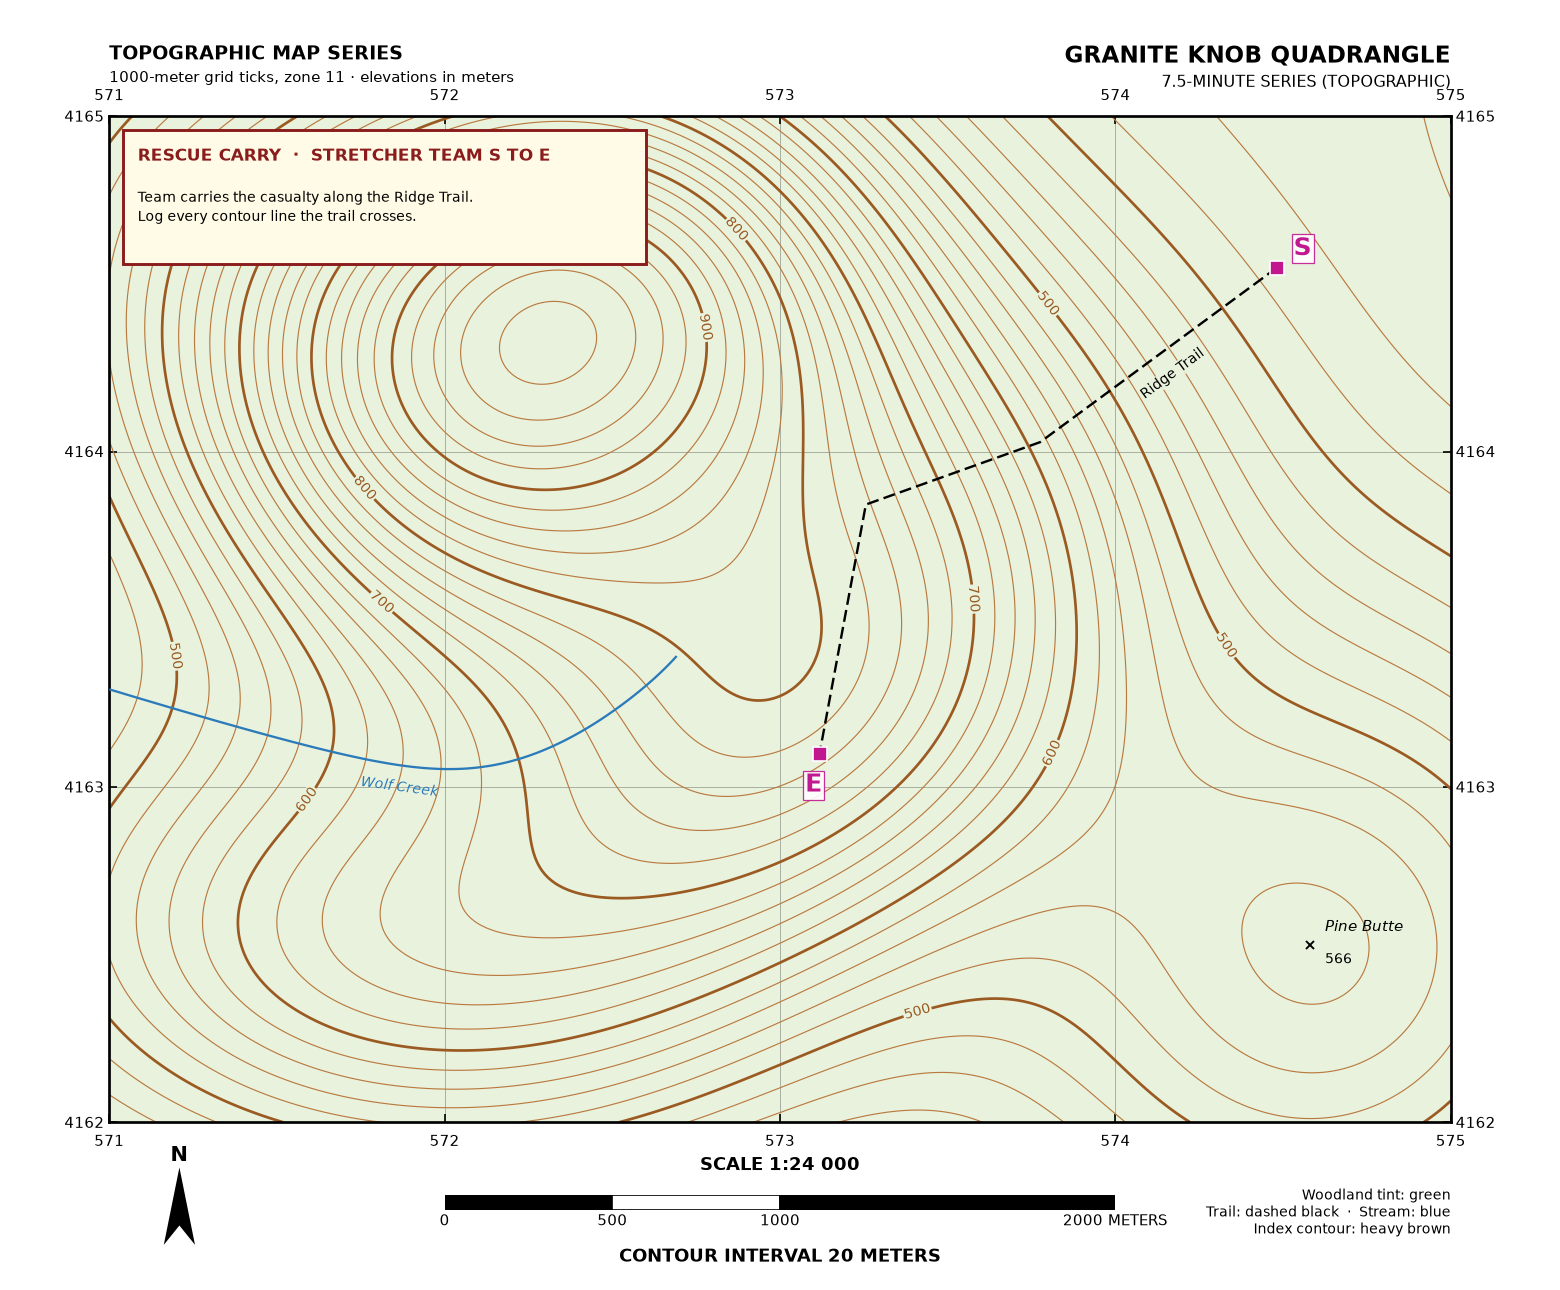 TOPOGRAPHIC MAP SERIES
1000-meter grid ticks, zone 11 · elevations in meters
GRANITE KNOB QUADRANGLE
7.5-MINUTE SERIES (TOPOGRAPHIC)
571 572 573 574 575
4165 4165
RESCUE CARRY · STRETCHER TEAM S TO E
Team carries the casualty along the Ridge Trail.
Log every contour line the trail crosses.
800
S
500
900
Ridge Trail
4164 4164
800
700
700
500
500
600
Wolf Creek
E
4163 4163
600
Pine Butte
566
500
4162 4162
571 572 573 574 575
N
SCALE 1:24 000
0 500 1000 2000 METERS
CONTOUR INTERVAL 20 METERS
Woodland tint: green
Trail: dashed black · Stream: blue
Index contour: heavy brown